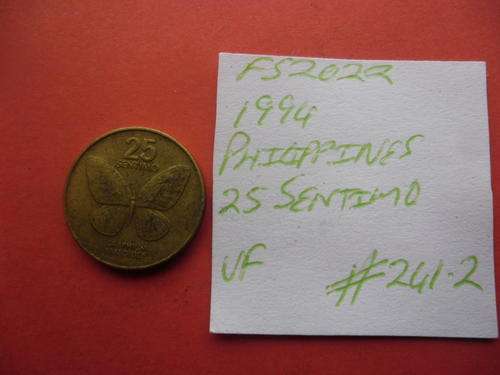 25
SENTIMO
FS2022
1994
PHILIPPINES
25 SENTIMO
VF
#241-2